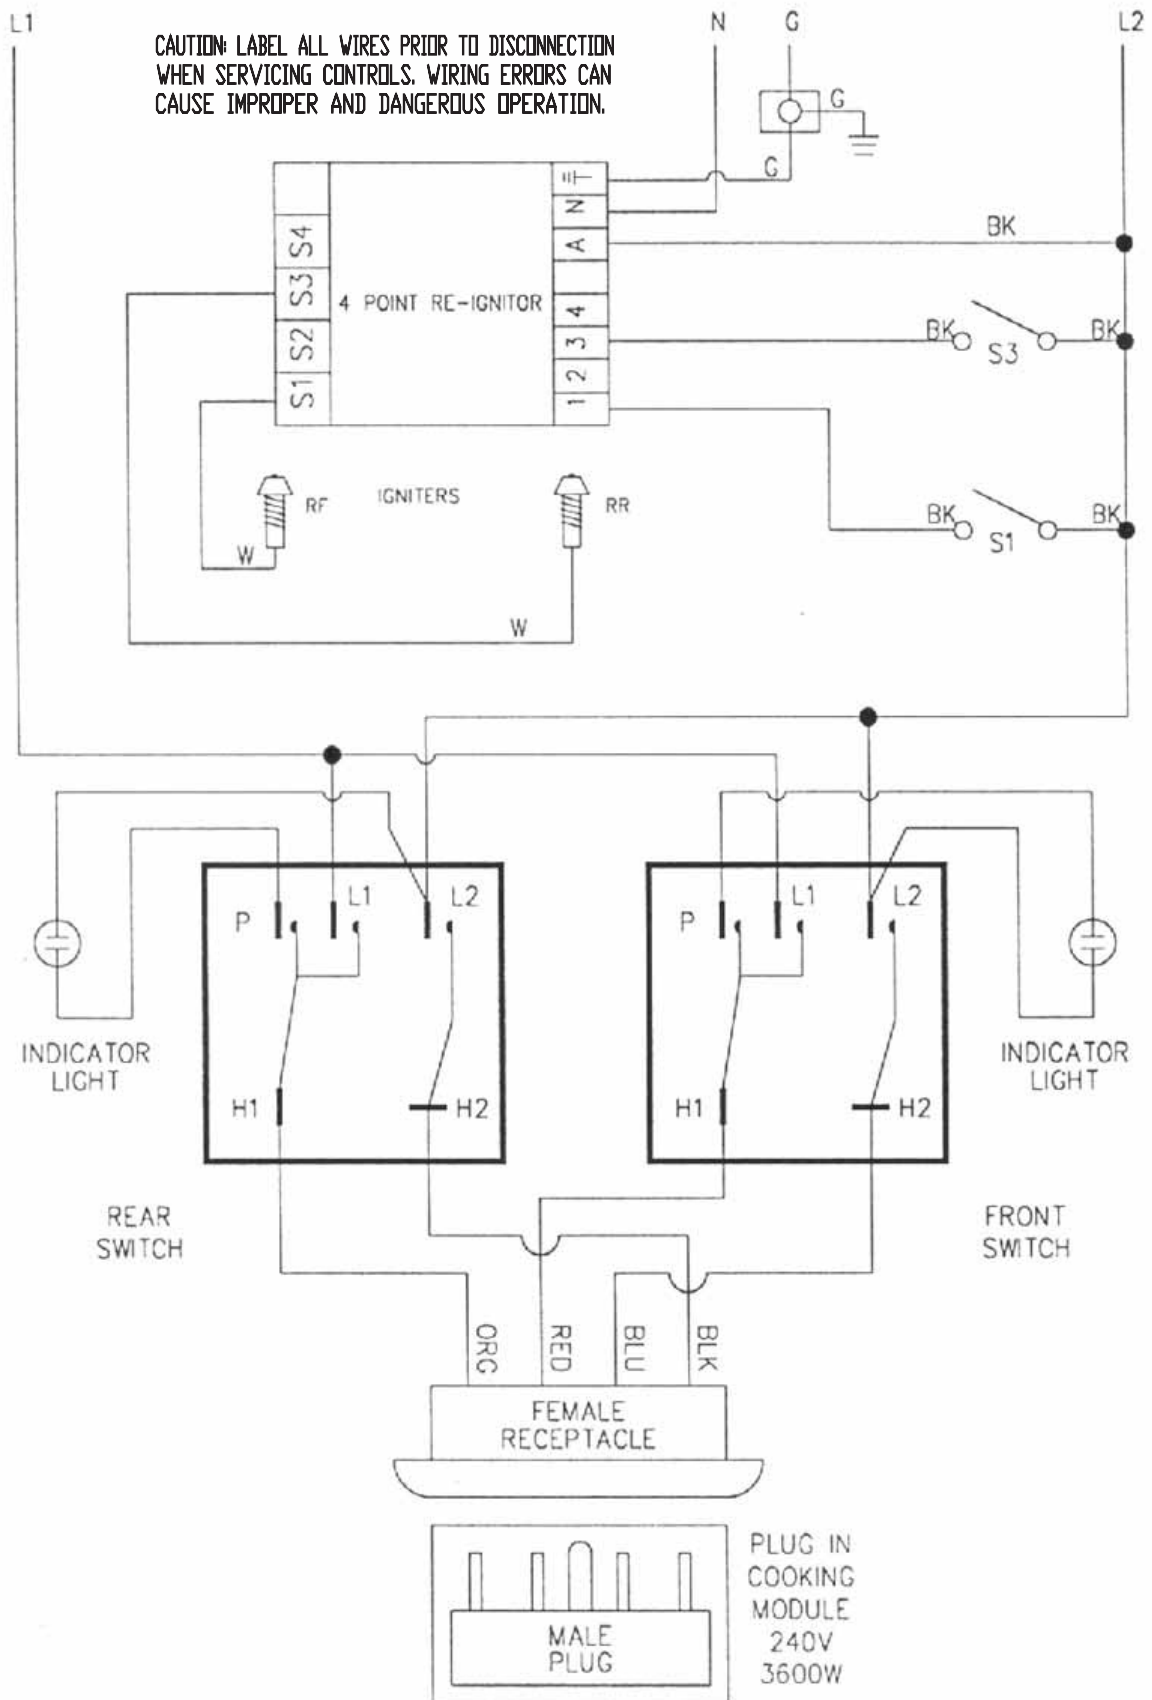 L1
N G
L2
CAUTION: LABEL ALL WIRES PRIOR TO DISCONNECTION
WHEN SERVICING CONTROLS. WIRING ERRORS CAN
CAUSE IMPROPER AND DANGEROUS OPERATION.
G
G
N
A
4
3
2
1
S4
S3
S2
S1
4 POINT RE-IGNITOR
BK
BK
S3
BK
BK
S1
BK
RF
IGNITERS
RR
W
W
P
L1
L2
H1
H2
P
L1
L2
H1
H2
INDICATOR
LIGHT
INDICATOR
LIGHT
REAR
SWITCH
FRONT
SWITCH
ORG
RED
BLU
BLK
FEMALE
RECEPTACLE
PLUG IN
COOKING
MODULE
240V
3600W
MALE
PLUG